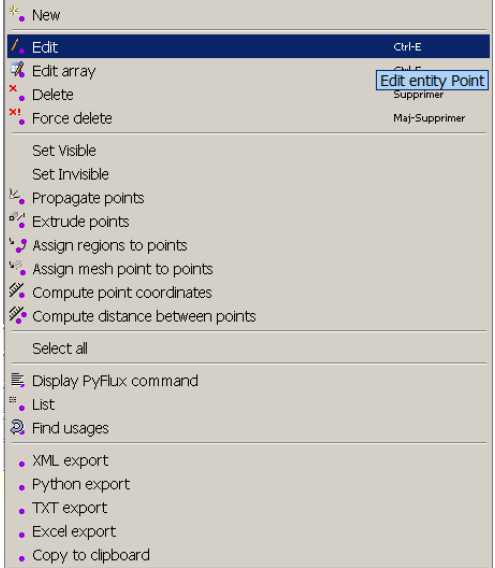 New
Edit Ctrl-E
Edit array
Edit entity Point
Delete Supprimer
Force delete Maj-Supprimer
Set Visible
Set Invisible
Propagate points
Extrude points
Assign regions to points
Assign mesh point to points
Compute point coordinates
Compute distance between points
Select all
Display PyFlux command
List
Find usages
XML export
Python export
TXT export
Excel export
Copy to clipboard